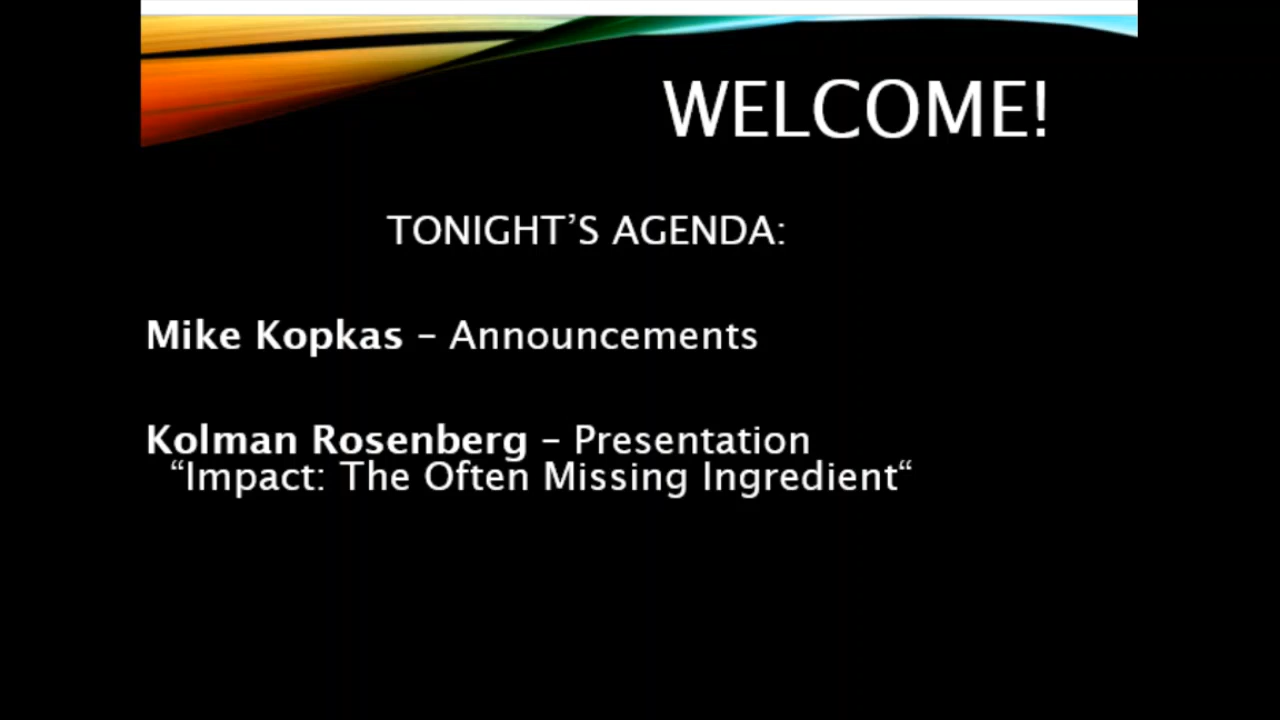 WELCOME!
TONIGHT’S AGENDA:
Mike Kopkas – Announcements
Kolman Rosenberg – Presentation
“Impact: The Often Missing Ingredient“